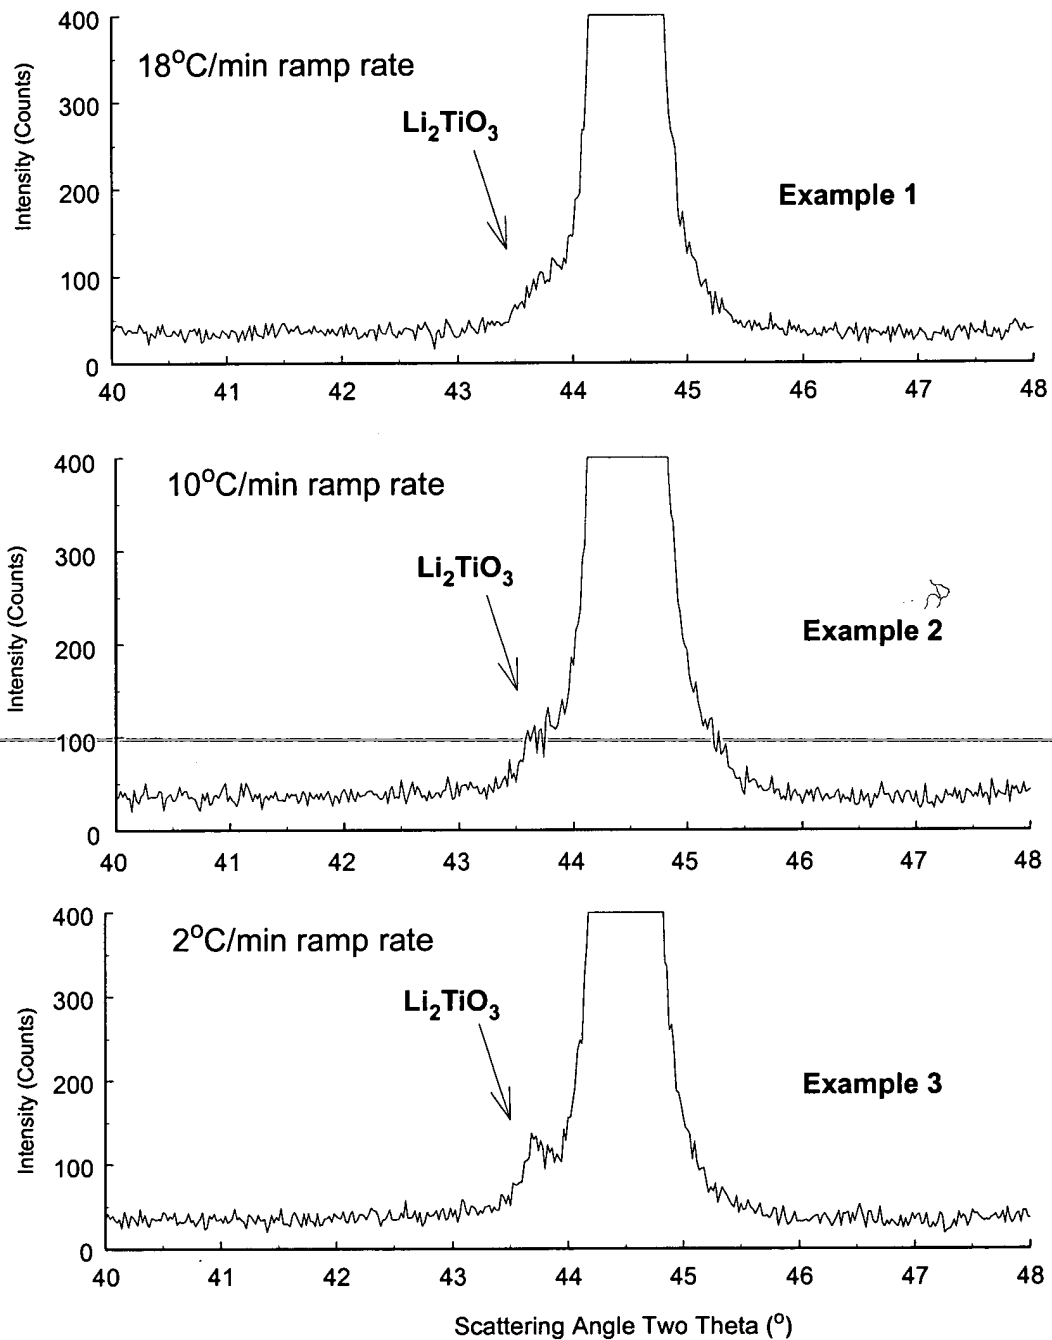 400
18°C/min ramp rate
Li₂TiO₃
300
Intensity (Counts)
200
Example 1
100
0
40 41 42 43 44 45 46 47 48
400
10°C/min ramp rate
Li₂TiO₃
300
Intensity (Counts)
200
Example 2
100
0
40 41 42 43 44 45 46 47 48
400
2°C/min ramp rate
Li₂TiO₃
300
Intensity (Counts)
200
Example 3
100
0
40 41 42 43 44 45 46 47 48
Scattering Angle Two Theta (°)